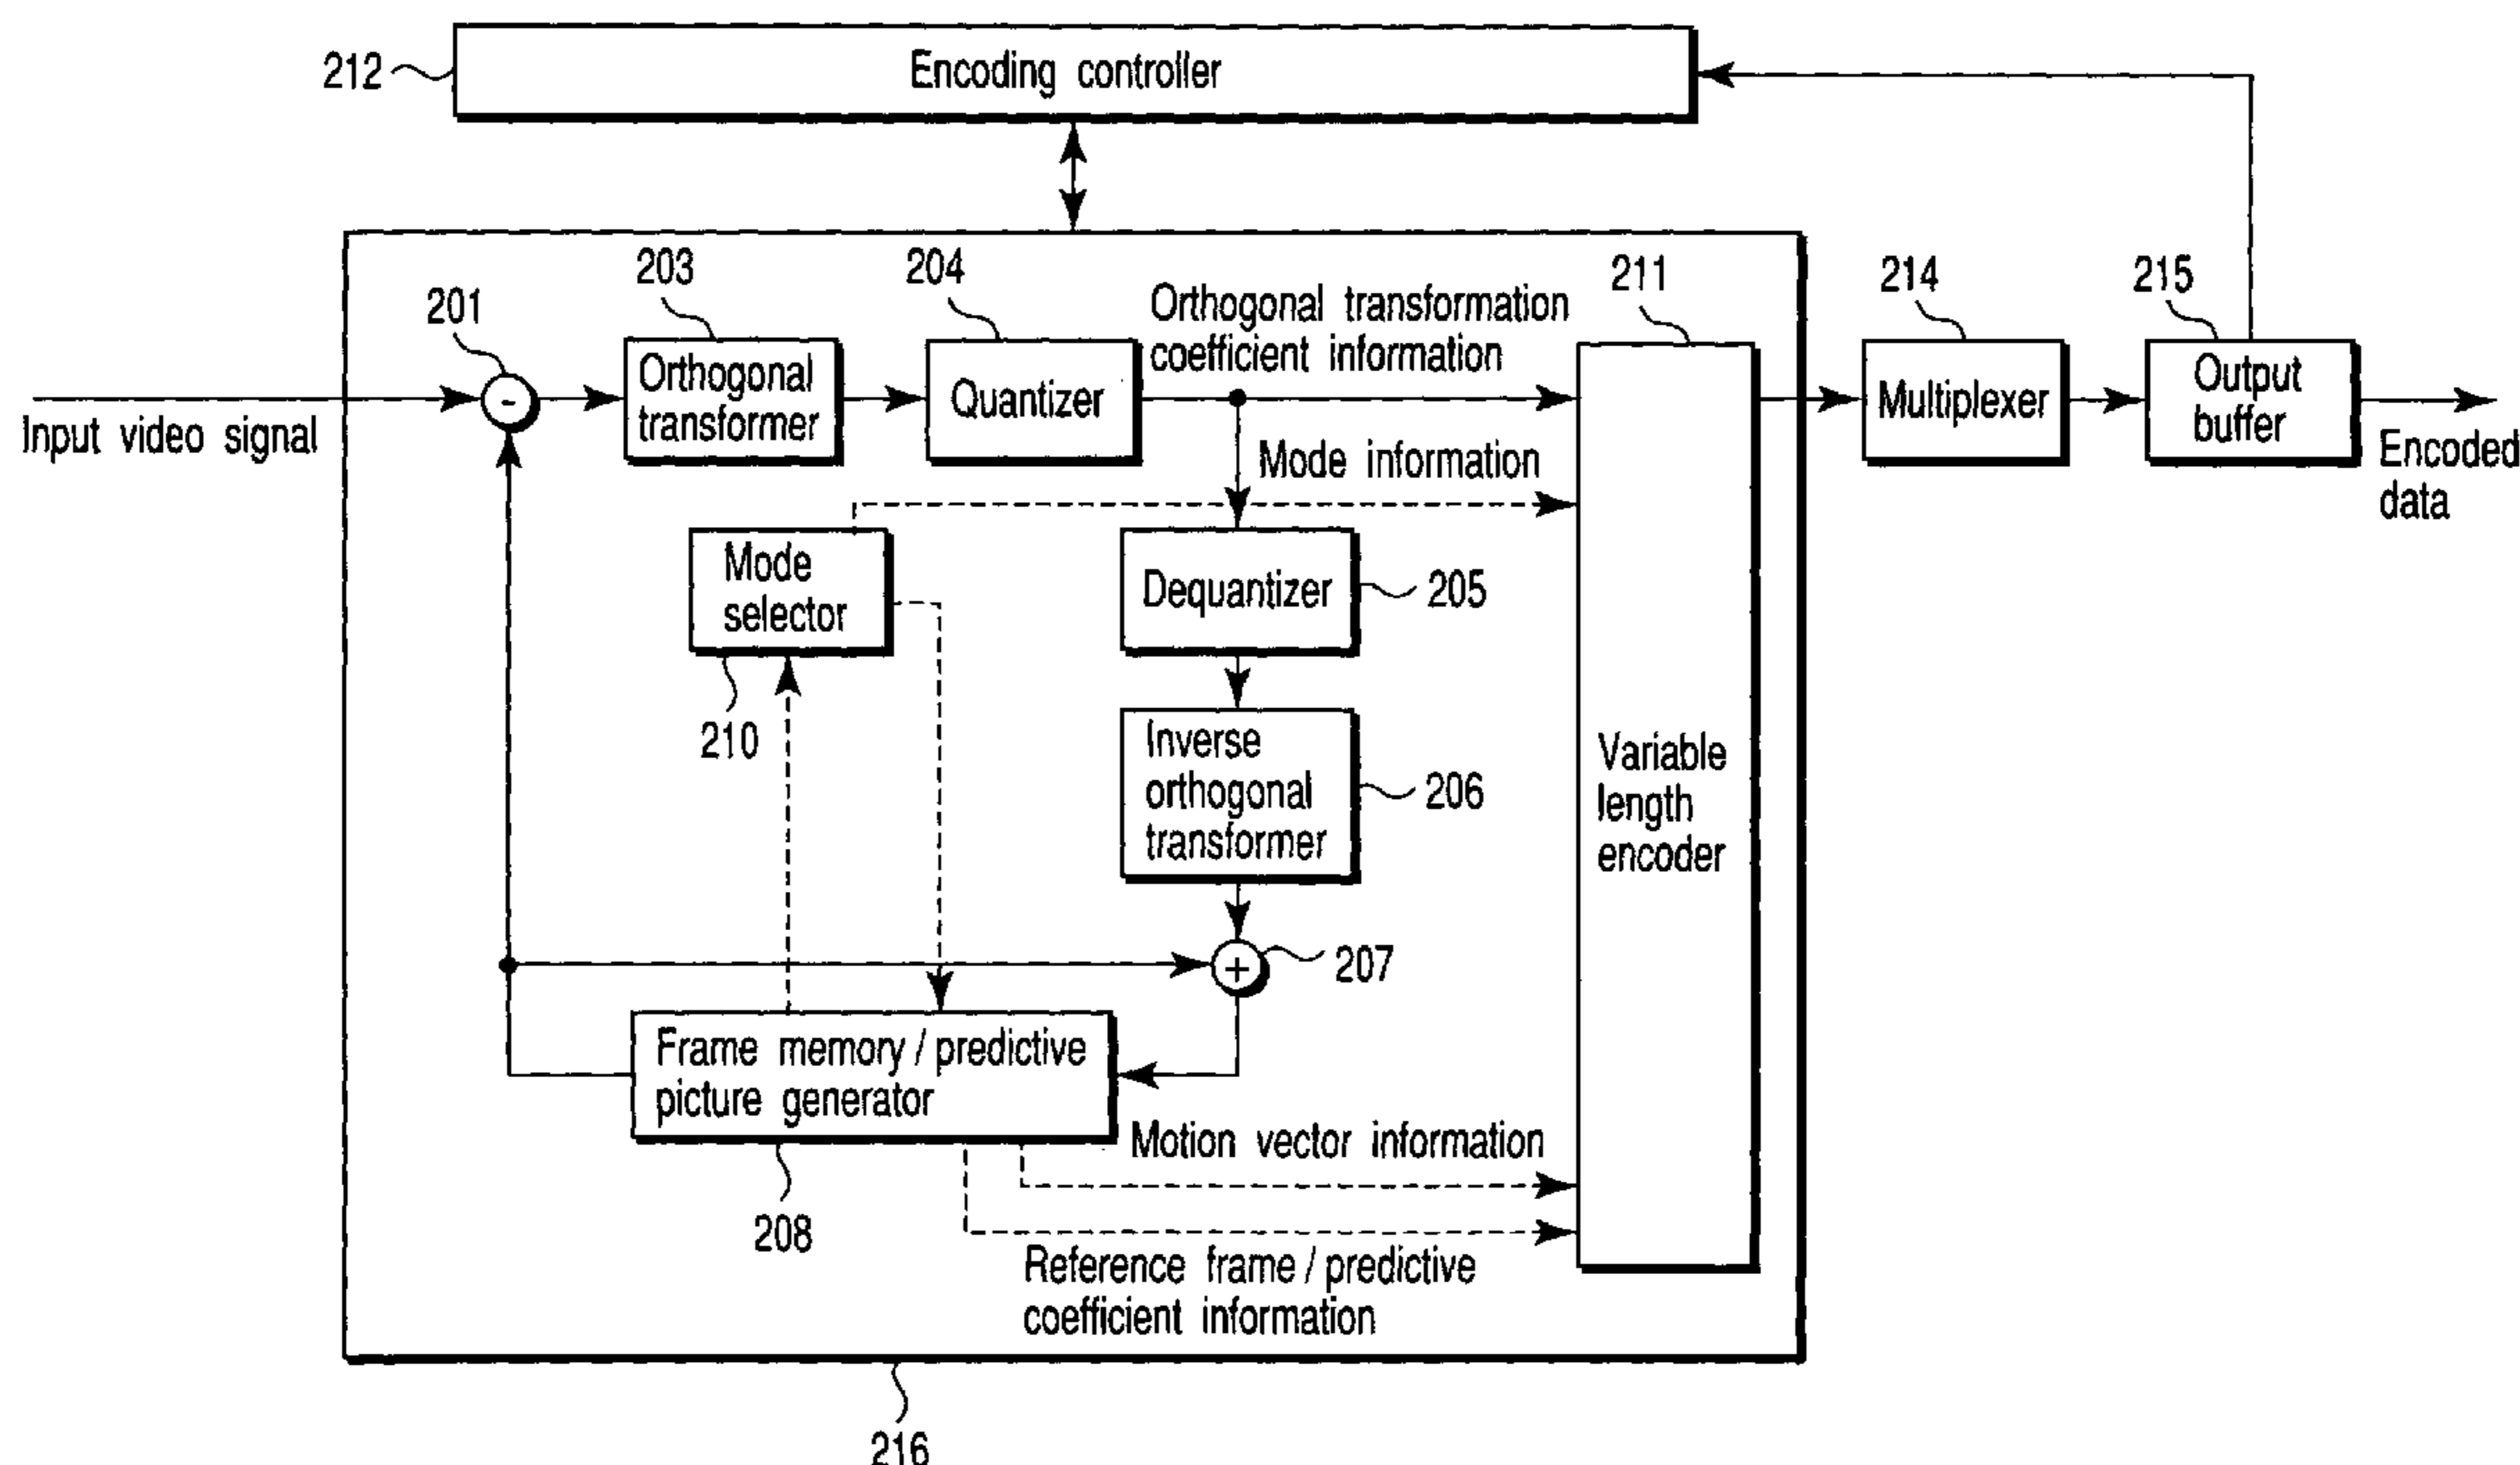 212
Encoding controller
203
204
211
214
215
201
Orthogonal transformation
coefficient information
Orthogonal
transformer
Quantizer
Multiplexer
Output
buffer
-
Input video signal
Mode information
Encoded
data
Mode
selector
Dequantizer
205
210
Inverse
orthogonal
transformer
206
Variable
length
encoder
+
207
Frame memory / predictive
picture generator
Motion vector information
208
Reference frame / predictive
coefficient information
216